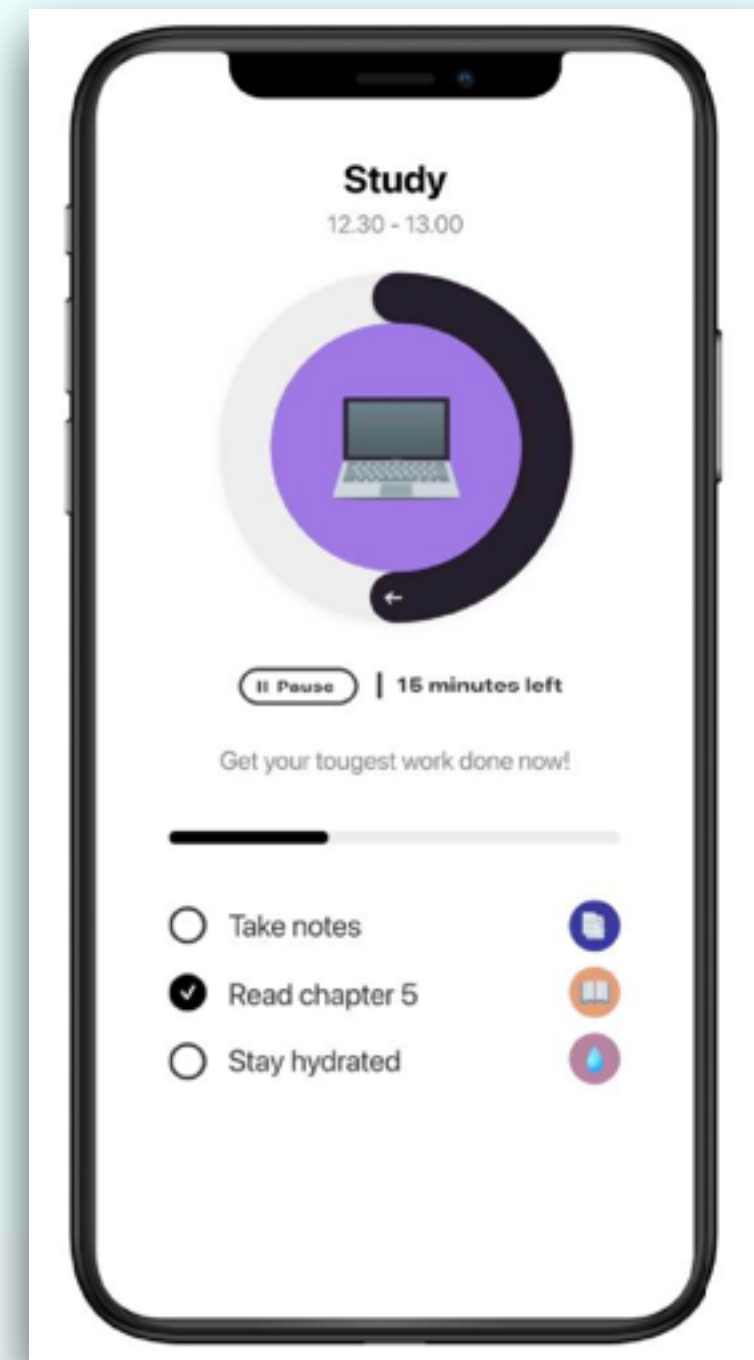 Study
12.30 - 13.00
Pause | 15 minutes left
Get your tougest work done now!
Take notes
Read chapter 5
Stay hydrated